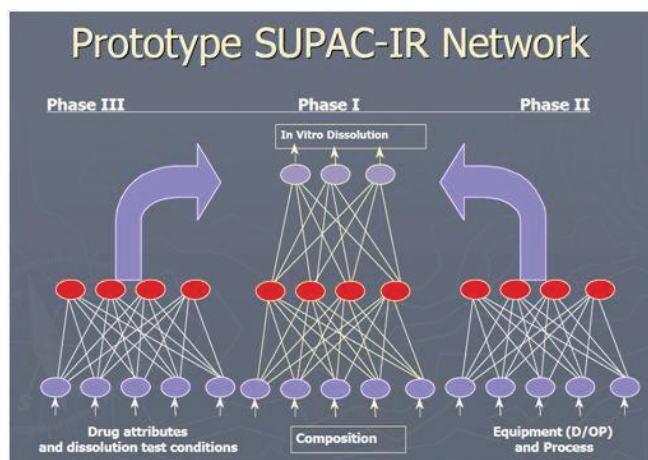 Prototype SUPAC-IR Network
Phase III Phase I Phase II
In Vitro Dissolution
Drug attributes
and dissolution test conditions
Composition
Equipment (D/OP)
and Process